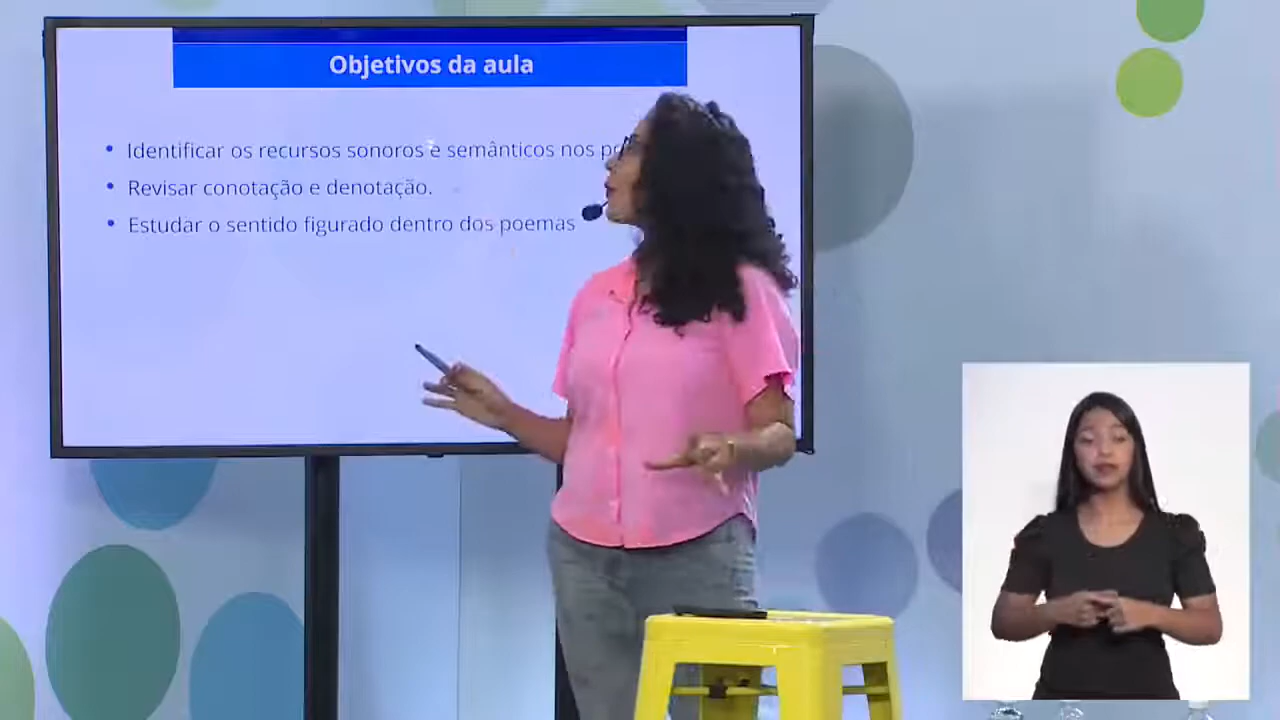 Objetivos da aula
• Identificar os recursos sonoros e semânticos nos
• Revisar conotação e denotação.
• Estudar o sentido figurado dentro dos poemas